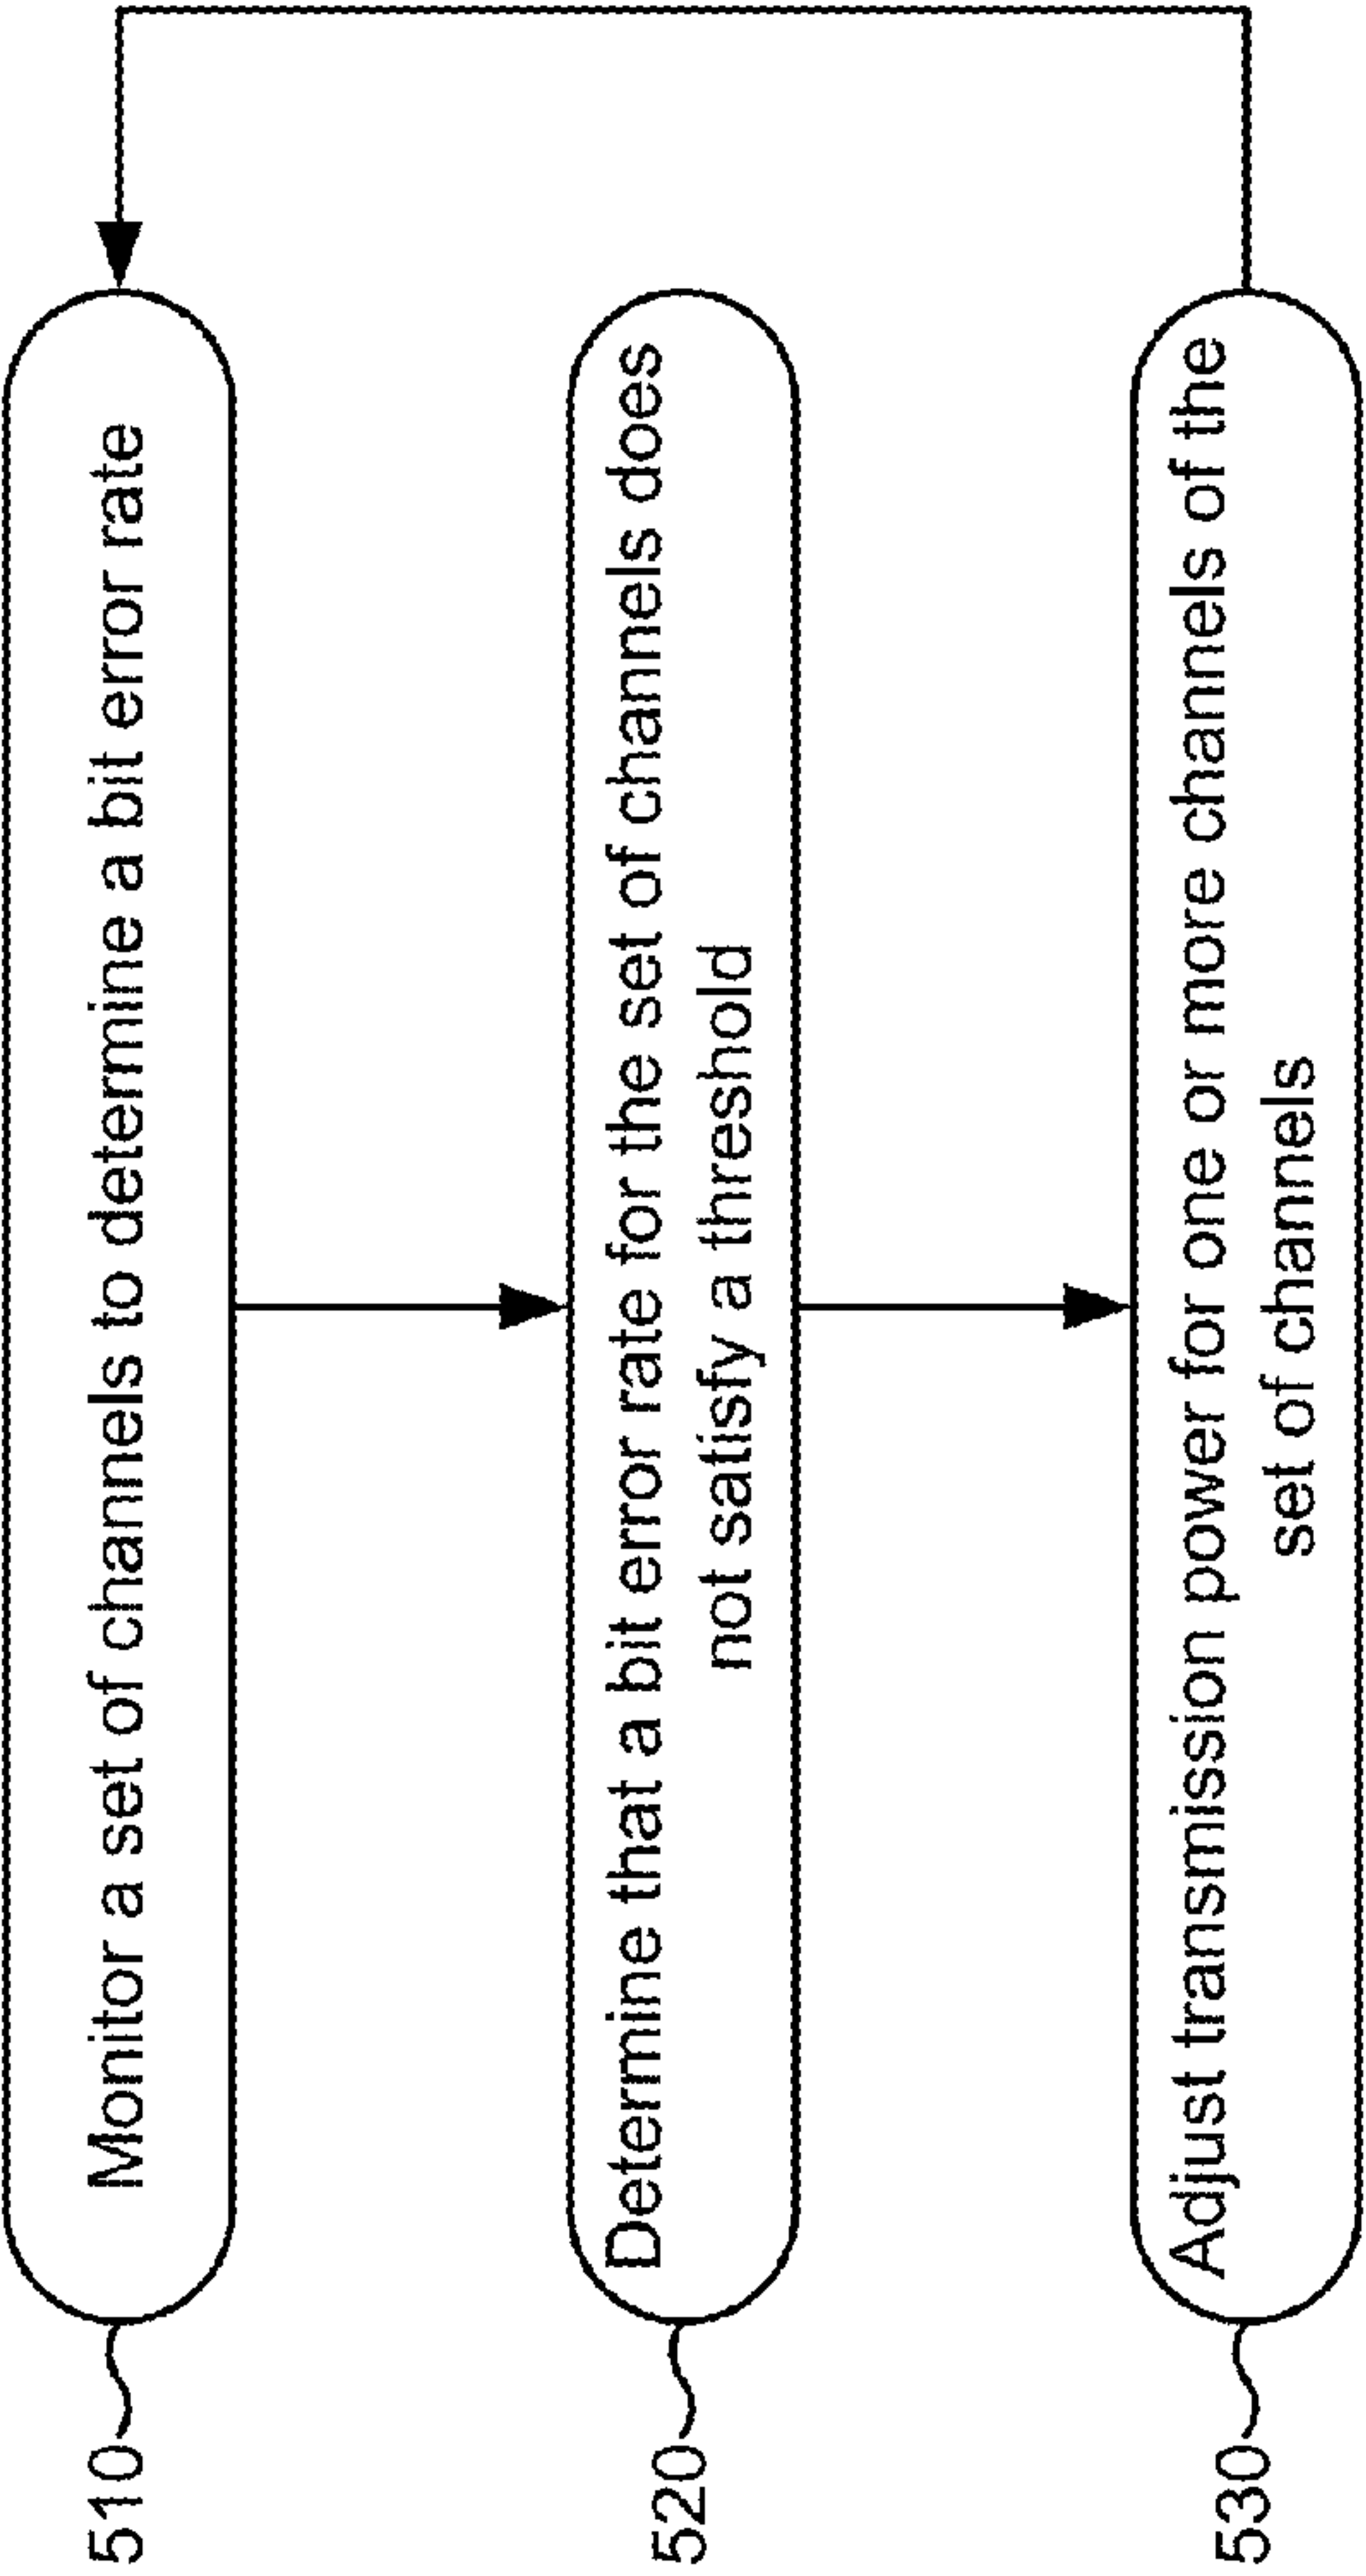 510
Monitor a set of channels to determine a bit error rate
520
Determine that a bit error rate for the set of channels does
not satisfy a threshold
530
Adjust transmission power for one or more channels of the
set of channels